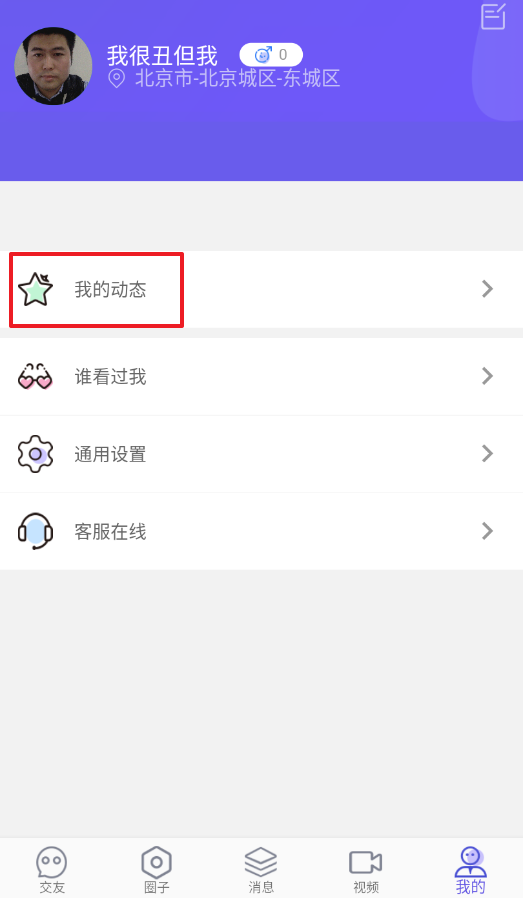 我很丑但我
0
北京市-北京城区-东城区
我的动态
谁看过我
通用设置
客服在线
交友
圈子
消息
视频
我的